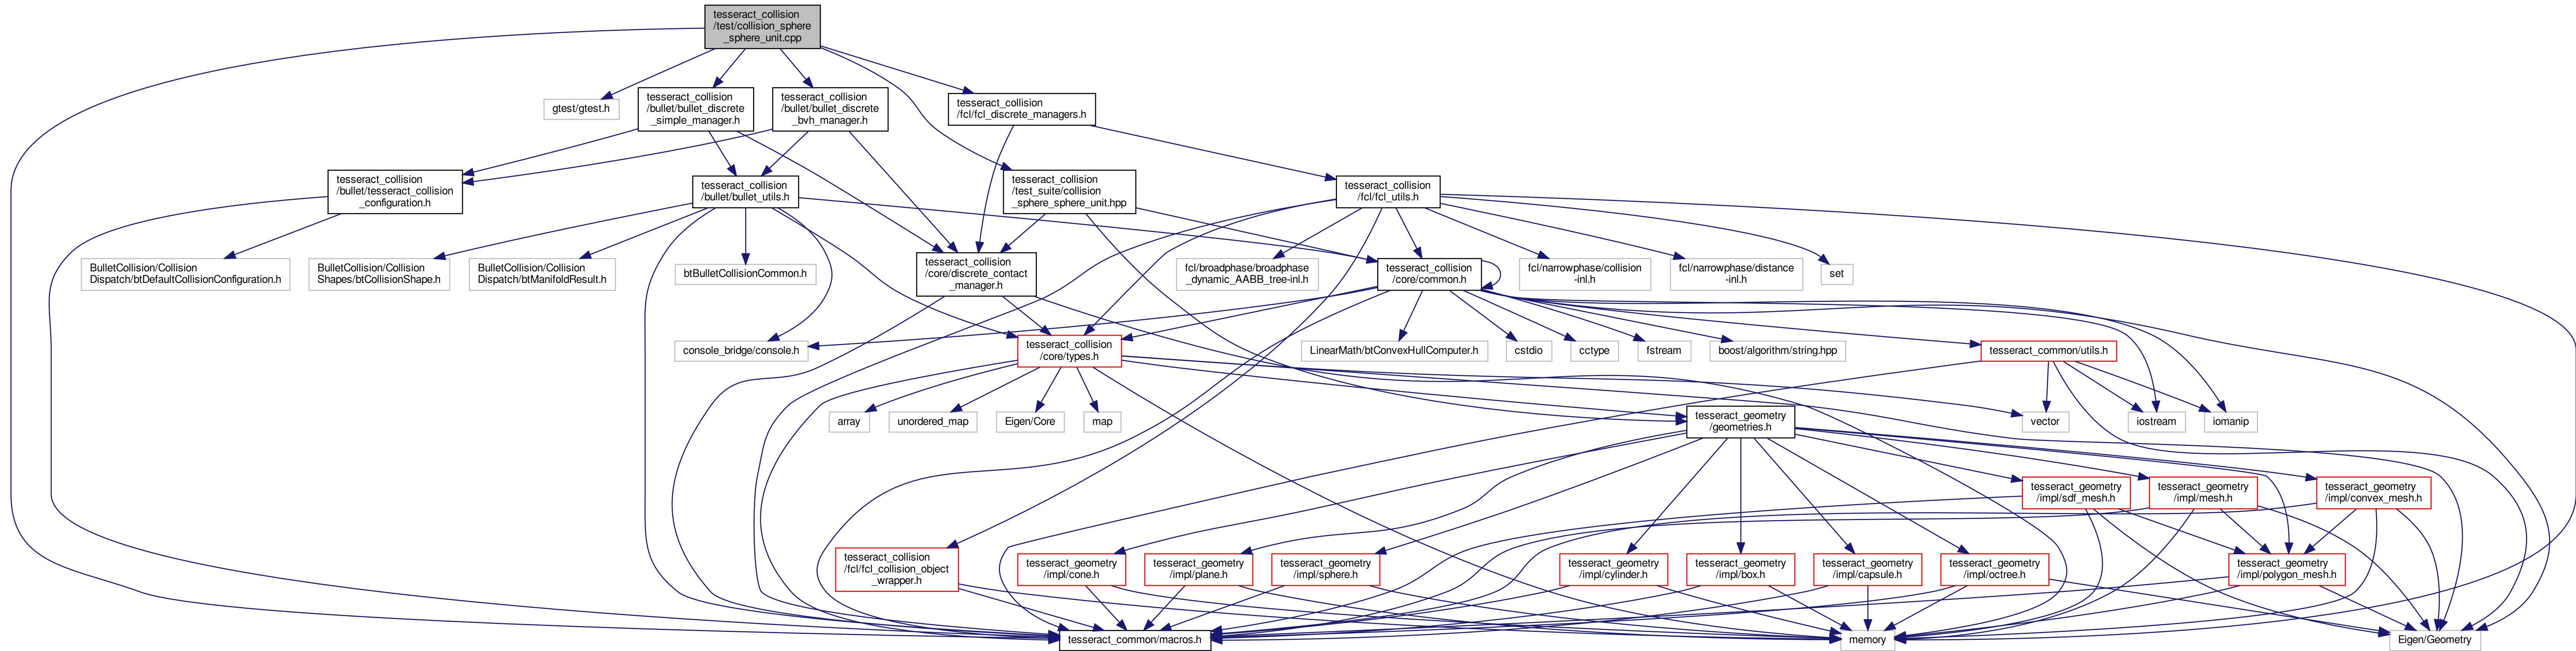 tesseract_collision
/test/collision_sphere
_sphere_unit.cpp
gtest/gtest.h
tesseract_collision
/bullet/bullet_discrete
_simple_manager.h
tesseract_collision
/bullet/bullet_discrete
_bvh_manager.h
tesseract_collision
/fcl/fcl_discrete_managers.h
tesseract_collision
/bullet/tesseract_collision
_configuration.h
tesseract_collision
/bullet/bullet_utils.h
tesseract_collision
/test_suite/collision
_sphere_sphere_unit.hpp
tesseract_collision
/fcl/fcl_utils.h
BulletCollision/Collision
Dispatch/btDefaultCollisionConfiguration.h
BulletCollision/Collision
Shapes/btCollisionShape.h
BulletCollision/Collision
Dispatch/btManifoldResult.h
btBulletCollisionCommon.h
tesseract_collision
/core/discrete_contact
_manager.h
fcl/broadphase/broadphase
_dynamic_AABB_tree-inl.h
tesseract_collision
/core/common.h
fcl/narrowphase/collision
-inl.h
fcl/narrowphase/distance
-inl.h
set
console_bridge/console.h
tesseract_collision
/core/types.h
LinearMath/btConvexHullComputer.h
cstdio
cctype
fstream
boost/algorithm/string.hpp
tesseract_common/utils.h
array
unordered_map
Eigen/Core
map
tesseract_geometry
/geometries.h
vector
iostream
iomanip
tesseract_geometry
/impl/sdf_mesh.h
tesseract_geometry
/impl/mesh.h
tesseract_geometry
/impl/convex_mesh.h
tesseract_collision
/fcl/fcl_collision_object
_wrapper.h
tesseract_geometry
/impl/cone.h
tesseract_geometry
/impl/plane.h
tesseract_geometry
/impl/sphere.h
tesseract_geometry
/impl/cylinder.h
tesseract_geometry
/impl/box.h
tesseract_geometry
/impl/capsule.h
tesseract_geometry
/impl/octree.h
tesseract_geometry
/impl/polygon_mesh.h
tesseract_common/macros.h
memory
Eigen/Geometry